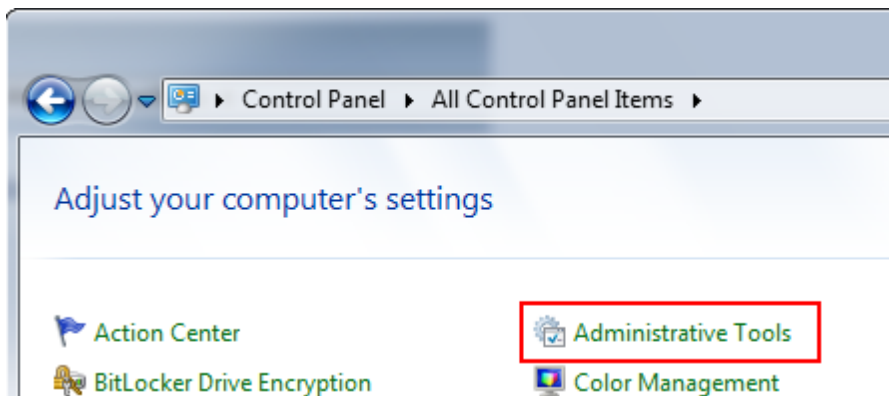 Control Panel All Control Panel Items
Adjust your computer's settings
Action Center Administrative Tools
BitLocker Drive Encryption Color Management